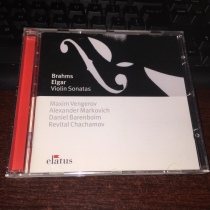 Brahms
Elgar
Violin Sonatas
Maxim Vengerov
Alexander Markovich
Daniel Barenboim
Revital Chachamov
elatus